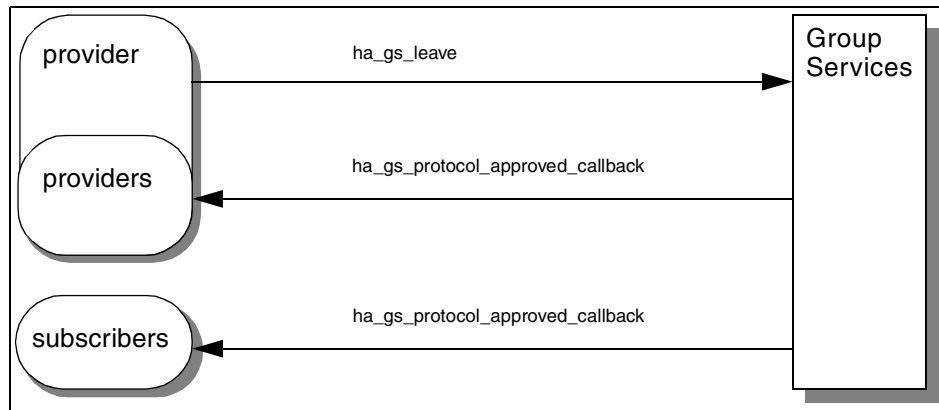 provider
ha_gs_leave
Group
Services
providers
ha_gs_protocol_approved_callback
subscribers
ha_gs_protocol_approved_callback